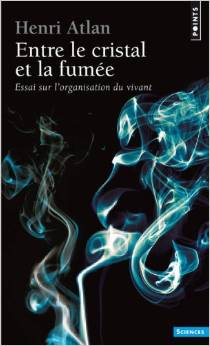 POINTS
Henri Atlan
Entre le cristal
et la fumée
Essai sur l'organisation du vivant
SCIENCES